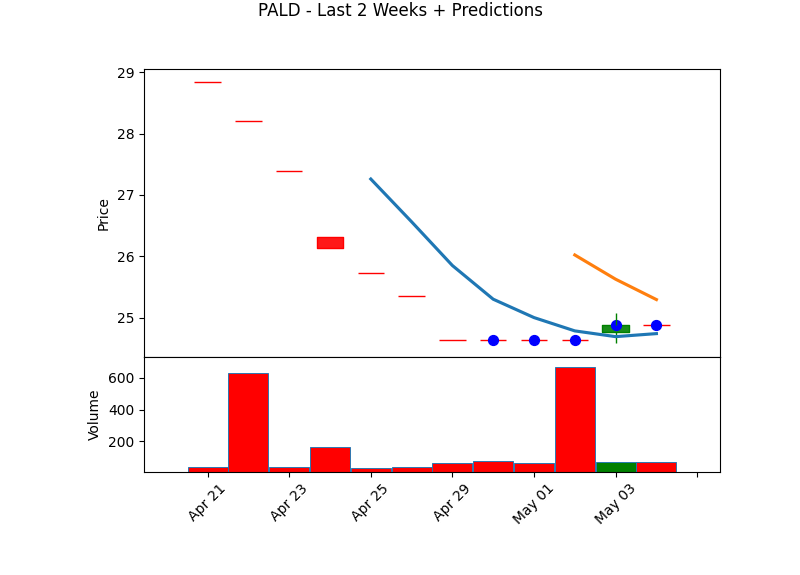 PALD - Last 2 Weeks + Predictions
29
28
27
26
25
Price
600
400
200
Volume
Apr 21
Apr 23
Apr 25
Apr 29
May 01
May 03